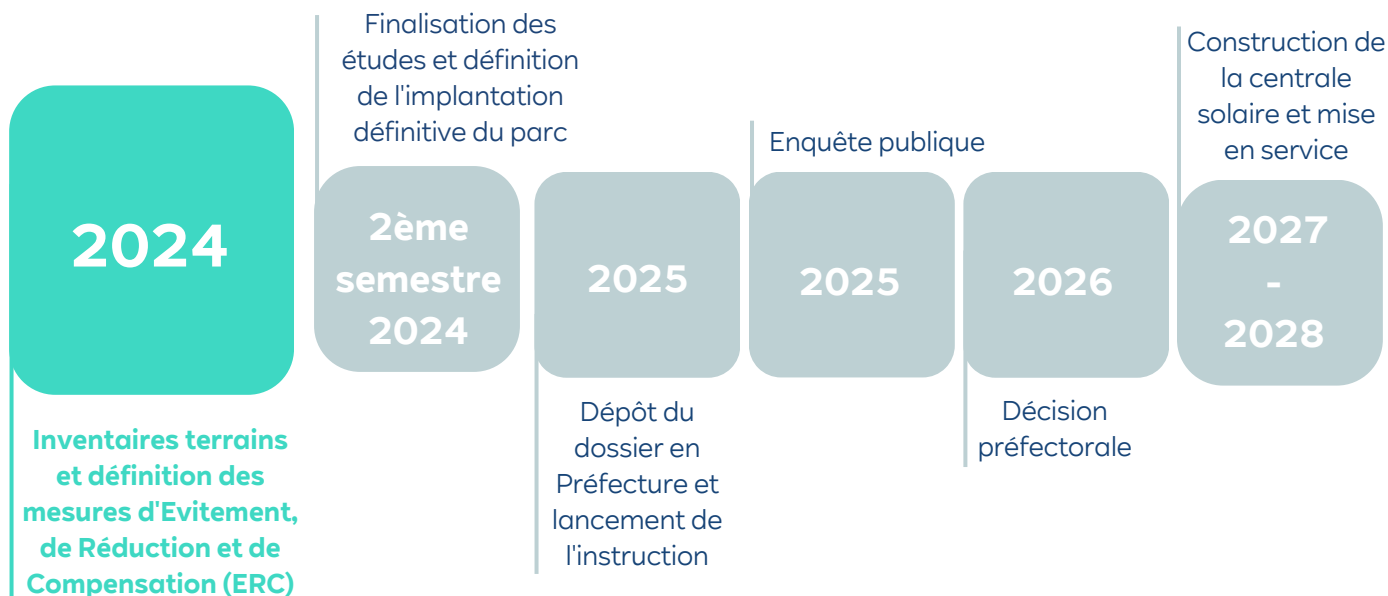 2024
Inventaires terrains
et définition des
mesures d'Evitement,
de Réduction et de
Compensation (ERC)
Finalisation des
études et définition
de l'implantation
définitive du parc
2ème
semestre
2024
2025
Dépôt du
dossier en
Préfecture et
lancement de
l'instruction
Enquête publique
2025
2026
Décision
préfectorale
Construction de
la centrale
solaire et mise
en service
2027
-
2028